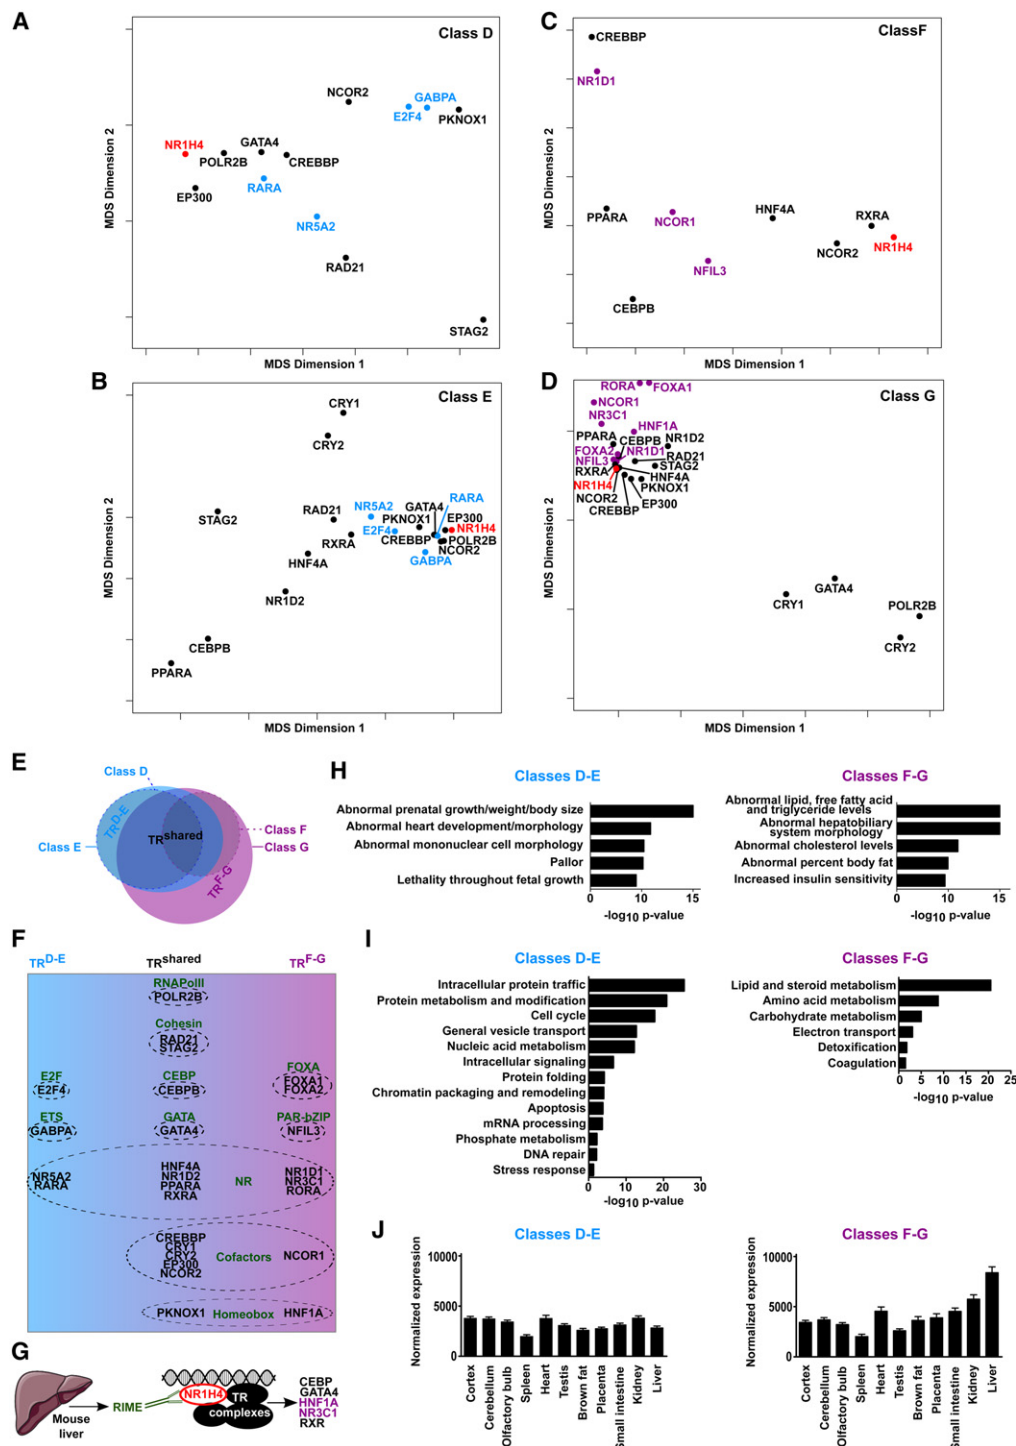 A
Class D
MDS Dimension 2
NCOR2
GABPA
E2F4
PKNOX1
NR1H4
GATA4
POLR2B
CREBBP
EP300
RARA
NR5A2
RAD21
STAG2
MDS Dimension 1
C
ClassF
MDS Dimension 2
CREBBP
NR1D1
PPARA
NCOR1
HNF4A
RXRA
NCOR2
NR1H4
NFIL3
CEBPB
MDS Dimension 1
B
Class E
MDS Dimension 2
CRY1
CRY2
STAG2
RAD21
NR5A2
GATA4
RARA
PKNOX1
EP300
E2F4
NR1H4
RXRA
CREBBP
POLR2B
NCOR2
HNF4A
GABPA
NR1D2
CEBPB
PPARA
MDS Dimension 1
D
Class G
MDS Dimension 2
RORA
FOXA1
NCOR1
NR3C1
HNF1A
PPARA
CEBPB
NR1D2
FOXA2
NR1D1
RAD21
NFIL3
STAG2
RXRA
HNF4A
NR1H4
PKNOX1
NCOR2
EP300
CREBBP
CRY1
GATA4
POLR2B
CRY2
MDS Dimension 1
E
Class D
TRD-E
TRshared
Class F
Class E
Class G
TRF-G
F
TRD-E
TRshared
TRF-G
RNAPolII
POLR2B
Cohesin
RAD21
STAG2
E2F
CEBP
FOXA
E2F4
CEBPB
FOXA1
FOXA2
ETS
GATA
PAR-bZIP
GABPA
GATA4
NFIL3
NR5A2
RARA
HNF4A
NR1D2
PPARA
RXRA
NR
NR1D1
NR3C1
RORA
CREBBP
CRY1
CRY2
EP300
NCOR2
Cofactors
NCOR1
PKNOX1
Homeobox
HNF1A
G
Mouse
liver
RIME
NR1H4
TR
complexes
CEBP
GATA4
HNF1A
NR3C1
RXR
H
Classes D-E
Abnormal prenatal growth/weight/body size
Abnormal heart development/morphology
Abnormal mononuclear cell morphology
Pallor
Lethality throughout fetal growth
0 5 10 15
-log10 p-value
Classes F-G
Abnormal lipid, free fatty acid
and triglyceride levels
Abnormal hepatobiliary
system morphology
Abnormal cholesterol levels
Abnormal percent body fat
Increased insulin sensitivity
0 5 10 15
-log10 p-value
I
Classes D-E
Intracellular protein traffic
Protein metabolism and modification
Cell cycle
General vesicle transport
Nucleic acid metabolism
Intracellular signaling
Protein folding
Chromatin packaging and remodeling
Apoptosis
mRNA processing
Phosphate metabolism
DNA repair
Stress response
0 10 20 30
-log10 p-value
Classes F-G
Lipid and steroid metabolism
Amino acid metabolism
Carbohydrate metabolism
Electron transport
Detoxification
Coagulation
0 5 10 15 20 25
-log10 p-value
J
Classes D-E
Normalized expression
10000
5000
0
Cortex
Cerebellum
Olfactory bulb
Spleen
Heart
Testis
Brown fat
Placenta
Small intestine
Kidney
Liver
Classes F-G
Normalized expression
10000
5000
0
Cortex
Cerebellum
Olfactory bulb
Spleen
Heart
Testis
Brown fat
Placenta
Small intestine
Kidney
Liver